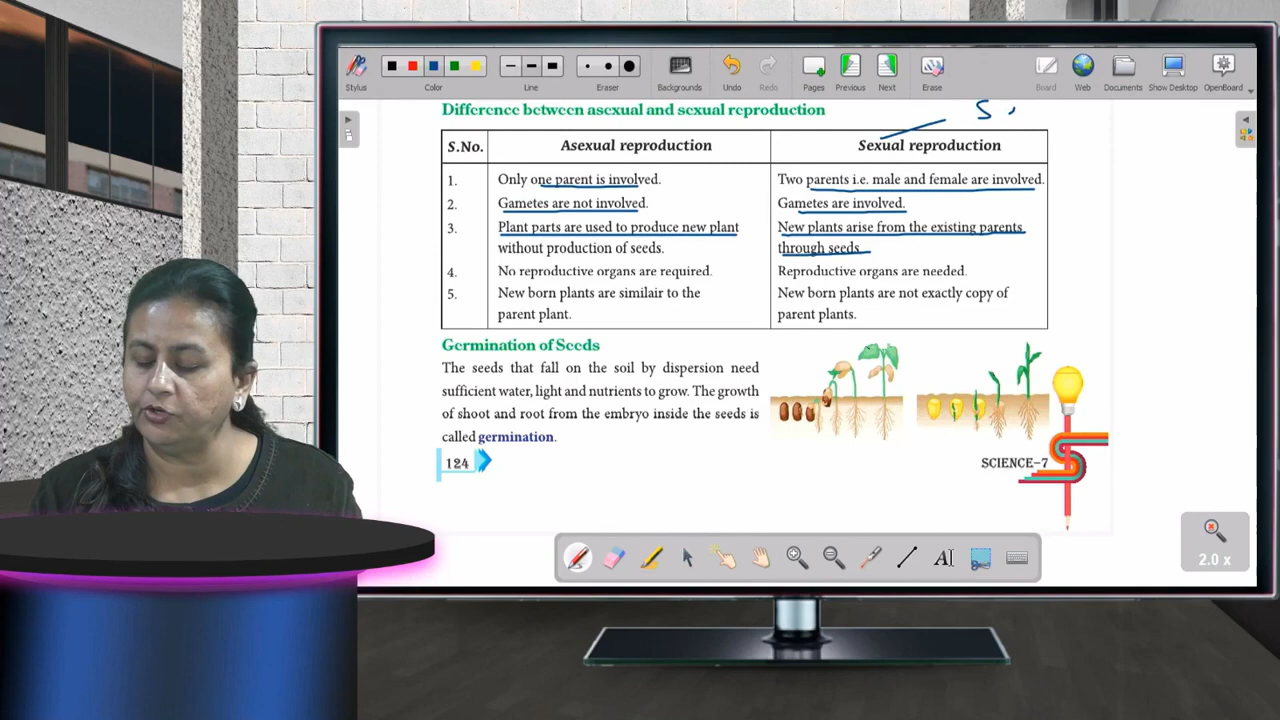 Stylus Color Line Eraser Backgrounds Undo Redo Pages Previous Next Erase Board Web Documents Show Desktop OpenBoard
Difference between asexual and sexual reproduction
S
S.No. Asexual reproduction Sexual reproduction
1. Only one parent is involved. Two parents i.e. male and female are involved.
2. Gametes are not involved. Gametes are involved.
3. Plant parts are used to produce new plant New plants arise from the existing parents
without production of seeds. through seeds.
4. No reproductive organs are required. Reproductive organs are needed.
5. New born plants are similair to the New born plants are not exactly copy of
parent plant. parent plants.
Germination of Seeds
The seeds that fall on the soil by dispersion need
sufficient water, light and nutrients to grow. The growth
of shoot and root from the embryo inside the seeds is
called germination.
124
SCIENCE–7
AI
2.0 x